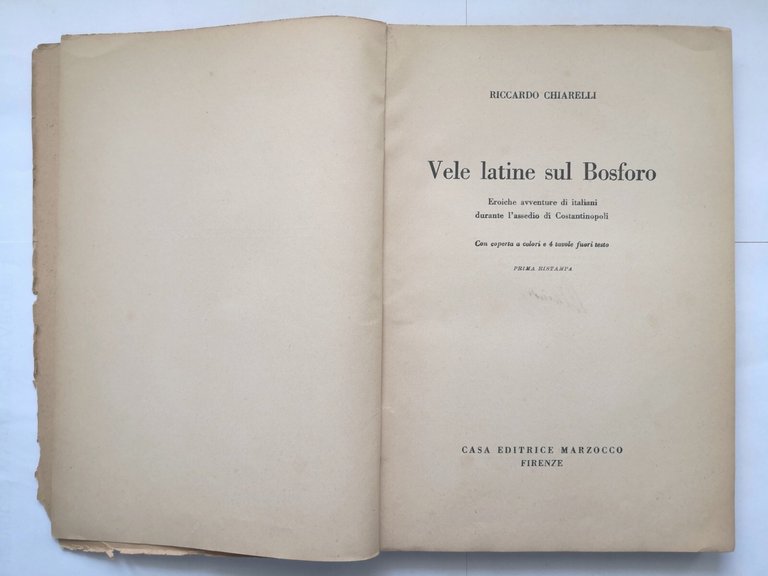 RICCARDO CHIARELLI
Vele latine sul Bosforo
Eroiche avventure di italiani
durante l'assedio di Costantinopoli
Con coperta a colori e 4 tavole fuori testo
PRIMA RISTAMPA
CASA EDITRICE MARZOCCO
FIRENZE